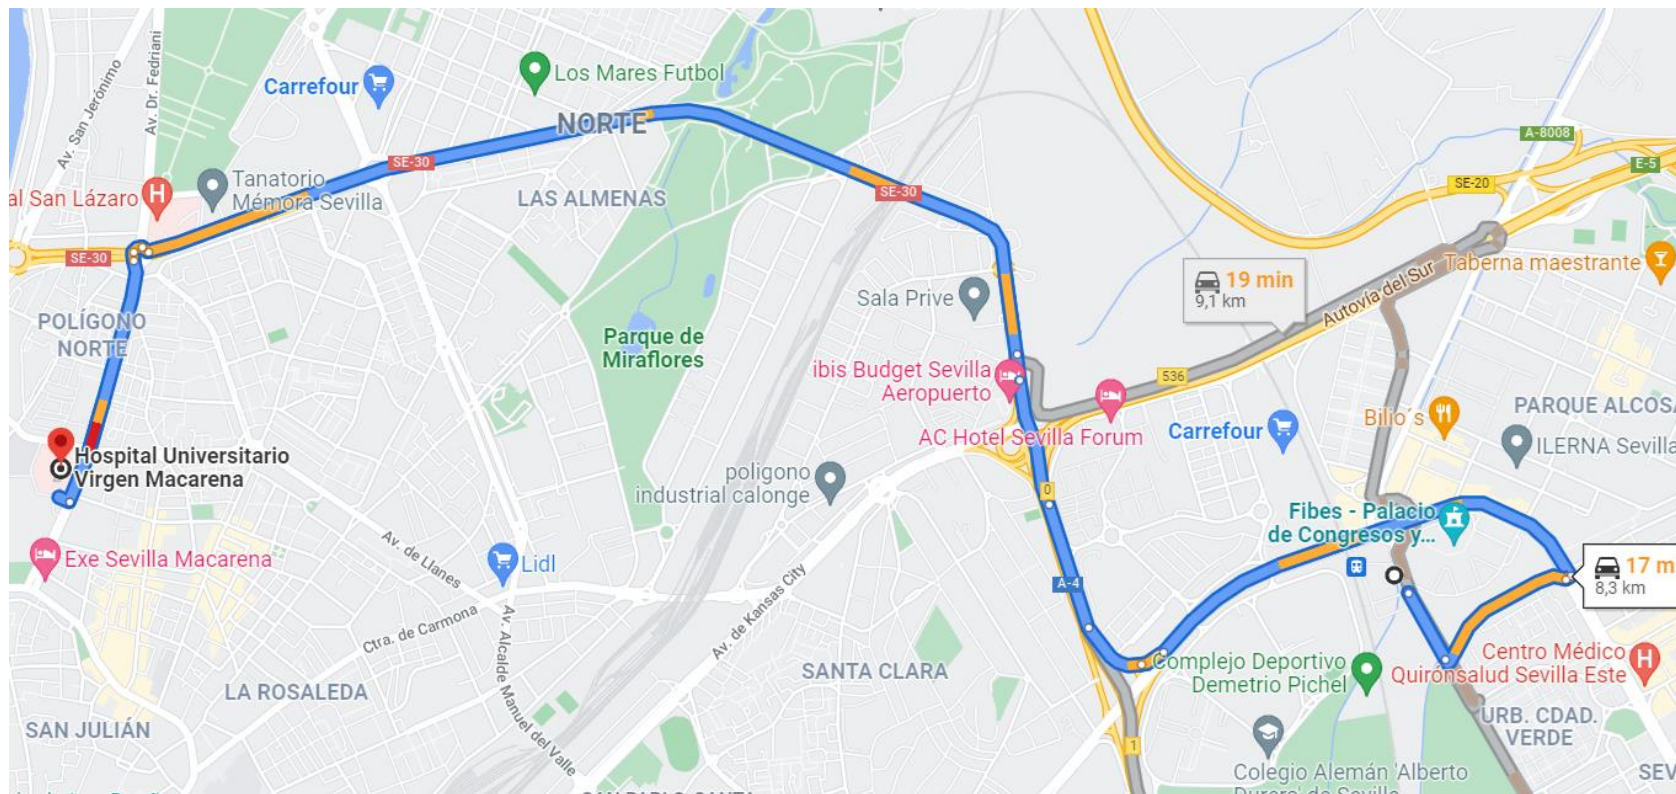 Av. San Jerónimo
Av. Dr. Fedriani
Carrefour
Los Mares Futbol
NORTE
SE-30
al San Lázaro
H
Tanatorio
Mémora Sevilla
LAS ALMENAS
SE-30
A-8008
E-5
SE-20
SE-30
Taberna maestrante
19 min
9,1 km
Autovía del Sur
Sala Prive
POLÍGONO
NORTE
Parque de
Miraflores
ibis Budget Sevilla
Aeropuerto
536
AC Hotel Sevilla Forum
Carrefour
Bilio´s
PARQUE ALCOSA
ILERNA Sevilla
Hospital Universitario
Virgen Macarena
poligono
industrial calonge
0
Fibes - Palacio
de Congresos y...
Exe Sevilla Macarena
Av. de Llanes
Lidl
Av. de Kansas City
A-4
17 m
8,3 km
Ctra. de Carmona
Av. Alcalde Manuel del Valle
SANTA CLARA
Complejo Deportivo
Demetrio Pichel
Centro Médico
Quirónsalud Sevilla Este
H
LA ROSALEDA
SAN JULIÁN
1
URB. CDAD.
VERDE
Colegio Alemán 'Alberto
SEV